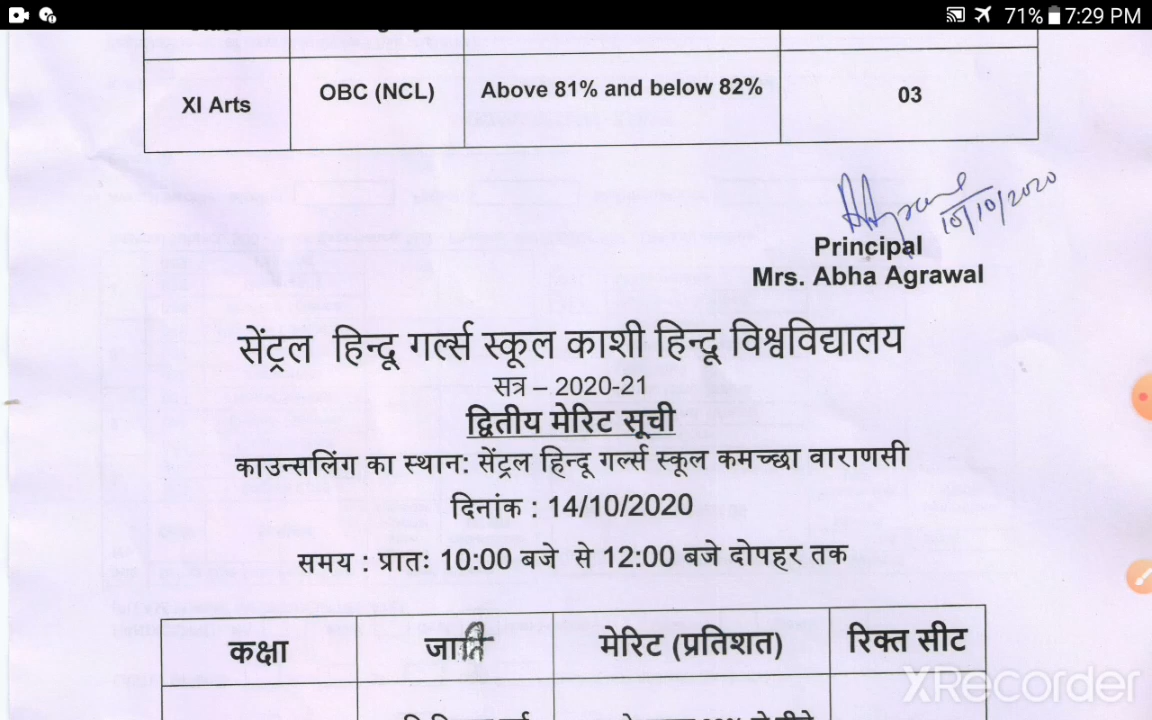 71% 7:29 PM
XI Arts OBC (NCL) Above 81% and below 82% 03
15/10/2020
Principal
Mrs. Abha Agrawal
सेंट्रल हिन्दू गर्ल्स स्कूल काशी हिन्दू विश्वविद्यालय
सत्र – 2020-21
द्वितीय मेरिट सूची
काउन्सलिंग का स्थान: सेंट्रल हिन्दू गर्ल्स स्कूल कमच्छा वाराणसी
दिनांक : 14/10/2020
समय : प्रातः 10:00 बजे से 12:00 बजे दोपहर तक
कक्षा जाति मेरिट (प्रतिशत) रिक्त सीट
XRecorder